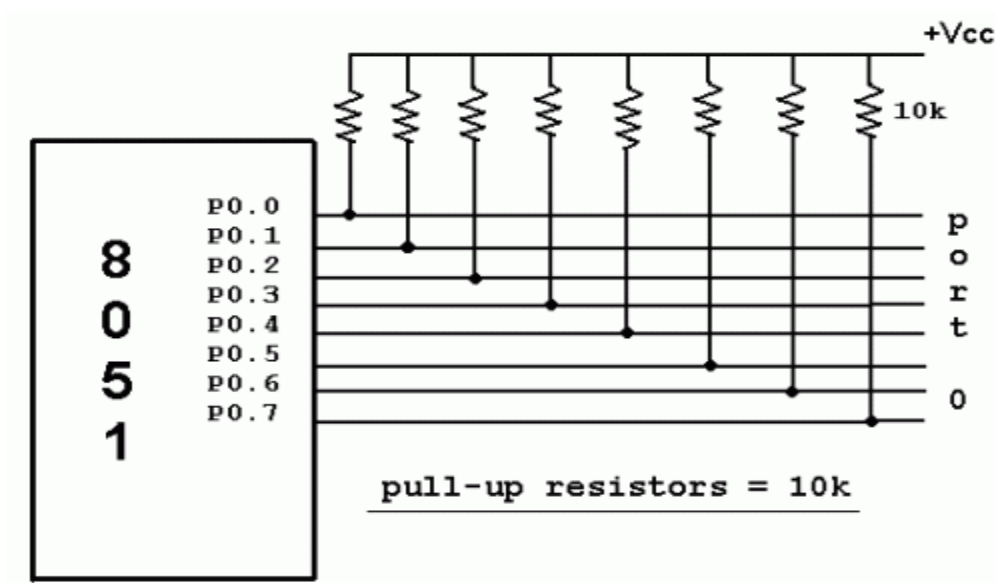 +Vcc
10k
P0.0
P0.1
P0.2
P0.3
P0.4
P0.5
P0.6
P0.7
8
0
5
1
p
o
r
t
0
pull-up resistors = 10k